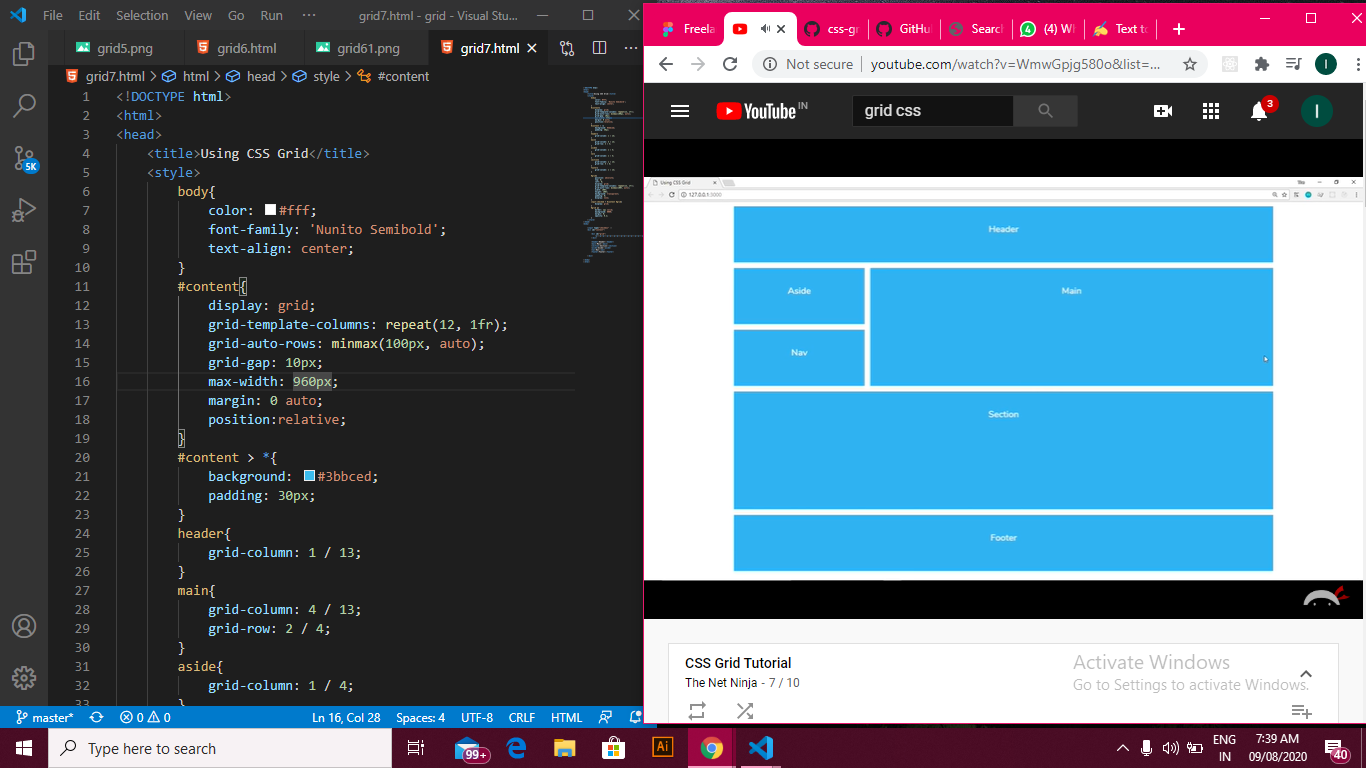 File Edit Selection View Go Run ··· grid7.html - grid - Visual Stu...
grid5.png grid6.html grid61.png grid7.html
grid7.html > html > head > style > #content
1 <!DOCTYPE html>
2 <html>
3 <head>
4 <title>Using CSS Grid</title>
5 <style>
6 body{
7 color: #fff;
8 font-family: 'Nunito Semibold';
9 text-align: center;
10 }
11 #content{
12 display: grid;
13 grid-template-columns: repeat(12, 1fr);
14 grid-auto-rows: minmax(100px, auto);
15 grid-gap: 10px;
16 max-width: 960px;
17 margin: 0 auto;
18 position:relative;
19 }
20 #content > *{
21 background: #3bbced;
22 padding: 30px;
23 }
24 header{
25 grid-column: 1 / 13;
26 }
27 main{
28 grid-column: 4 / 13;
29 grid-row: 2 / 4;
30 }
31 aside{
32 grid-column: 1 / 4;
33 }
5K
master* 0 0 Ln 16, Col 28 Spaces: 4 UTF-8 CRLF HTML
Freela css-gr GitHu Searc (4) W Text to
Not secure youtube.com/watch?v=WmwGpjg580o&list=...
I
YouTube IN grid css 3 I
Using CSS Grid
127.0.0.1:3000
Header
Aside Main
Nav
Section
Footer
CSS Grid Tutorial
The Net Ninja - 7 / 10
Activate Windows
Go to Settings to activate Windows.
Type here to search 99+ Ai ENG IN 7:39 AM 09/08/2020 40